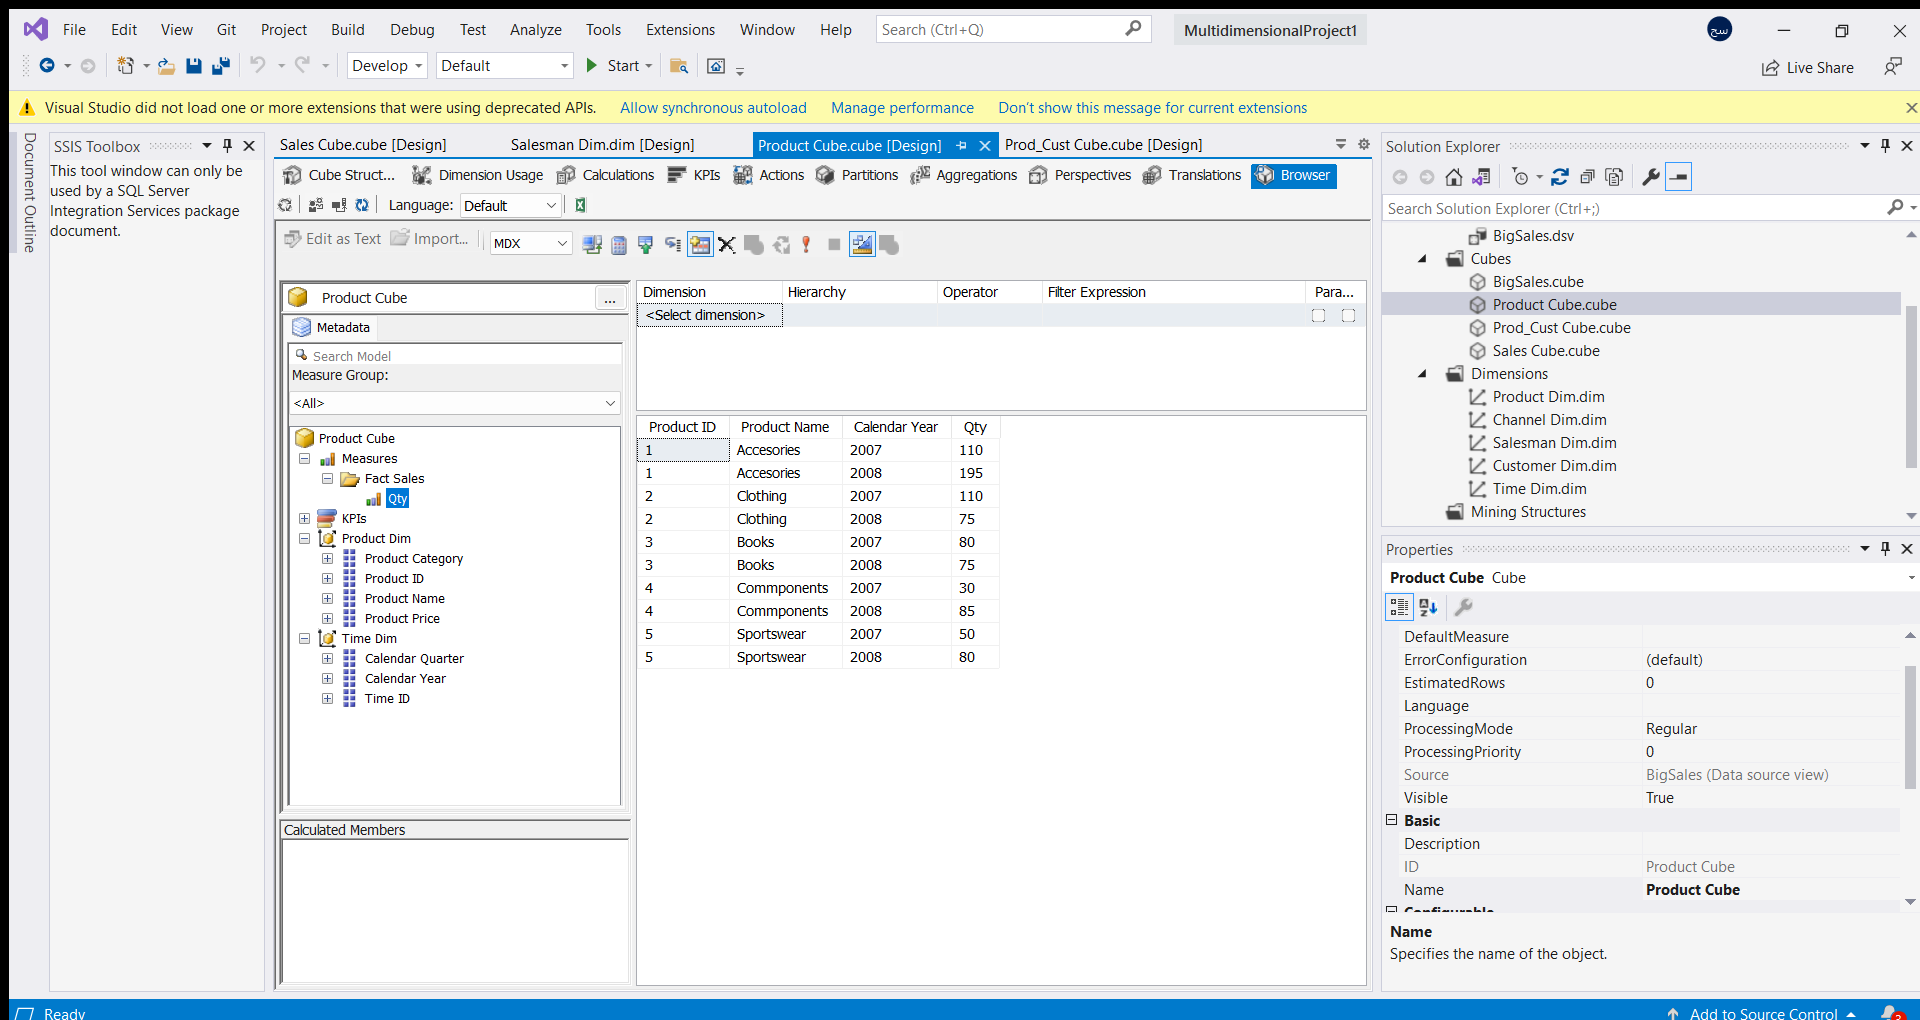 File Edit View Git Project Build Debug Test Analyze Tools Extensions Window Help Search (Ctrl+Q) MultidimensionalProject1 سح
Develop Default Start Live Share
Visual Studio did not load one or more extensions that were using deprecated APIs. Allow synchronous autoload Manage performance Don't show this message for current extensions
Document Outline
SSIS Toolbox
This tool window can only be
used by a SQL Server
Integration Services package
document.
Sales Cube.cube [Design] Salesman Dim.dim [Design] Product Cube.cube [Design] Prod_Cust Cube.cube [Design]
Cube Struct... Dimension Usage Calculations KPIs Actions Partitions Aggregations Perspectives Translations Browser
Language: Default
Edit as Text Import... MDX
Product Cube ...
Metadata
Search Model
Measure Group:
<All>
Product Cube
Measures
Fact Sales
Qty
KPIs
Product Dim
Product Category
Product ID
Product Name
Product Price
Time Dim
Calendar Quarter
Calendar Year
Time ID
Calculated Members
Dimension Hierarchy Operator Filter Expression Para...
<Select dimension>
Product ID Product Name Calendar Year Qty
1 Accesories 2007 110
1 Accesories 2008 195
2 Clothing 2007 110
2 Clothing 2008 75
3 Books 2007 80
3 Books 2008 75
4 Commponents 2007 30
4 Commponents 2008 85
5 Sportswear 2007 50
5 Sportswear 2008 80
Solution Explorer
Search Solution Explorer (Ctrl+;)
BigSales.dsv
Cubes
BigSales.cube
Product Cube.cube
Prod_Cust Cube.cube
Sales Cube.cube
Dimensions
Product Dim.dim
Channel Dim.dim
Salesman Dim.dim
Customer Dim.dim
Time Dim.dim
Mining Structures
Properties
Product Cube Cube
DefaultMeasure
ErrorConfiguration (default)
EstimatedRows 0
Language
ProcessingMode Regular
ProcessingPriority 0
Source BigSales (Data source view)
Visible True
Basic
Description
ID Product Cube
Name Product Cube
Configurable
Name
Specifies the name of the object.
Ready Add to Source Control